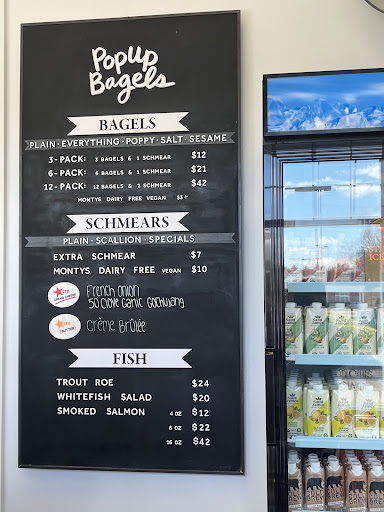 PopUp
Bagels
BAGELS
PLAIN · EVERYTHING · POPPY · SALT · SESAME
3-PACK: 3 BAGELS & 1 SCHMEAR $12
6-PACK: 6 BAGELS & 1 SCHMEAR $21
12-PACK: 12 BAGELS & 2 SCHMEAR $42
MONTYS DAIRY FREE VEGAN $3+
SCHMEARS
PLAIN · SCALLION · SPECIALS
EXTRA SCHMEAR $7
MONTYS DAIRY FREE VEGAN $10
French Onion
50 Clove Garlic Gochujang
Crème Brûlée
FISH
TROUT ROE $24
WHITEFISH SALAD $20
SMOKED SALMON 4 OZ $12
8 OZ $22
16 OZ $42